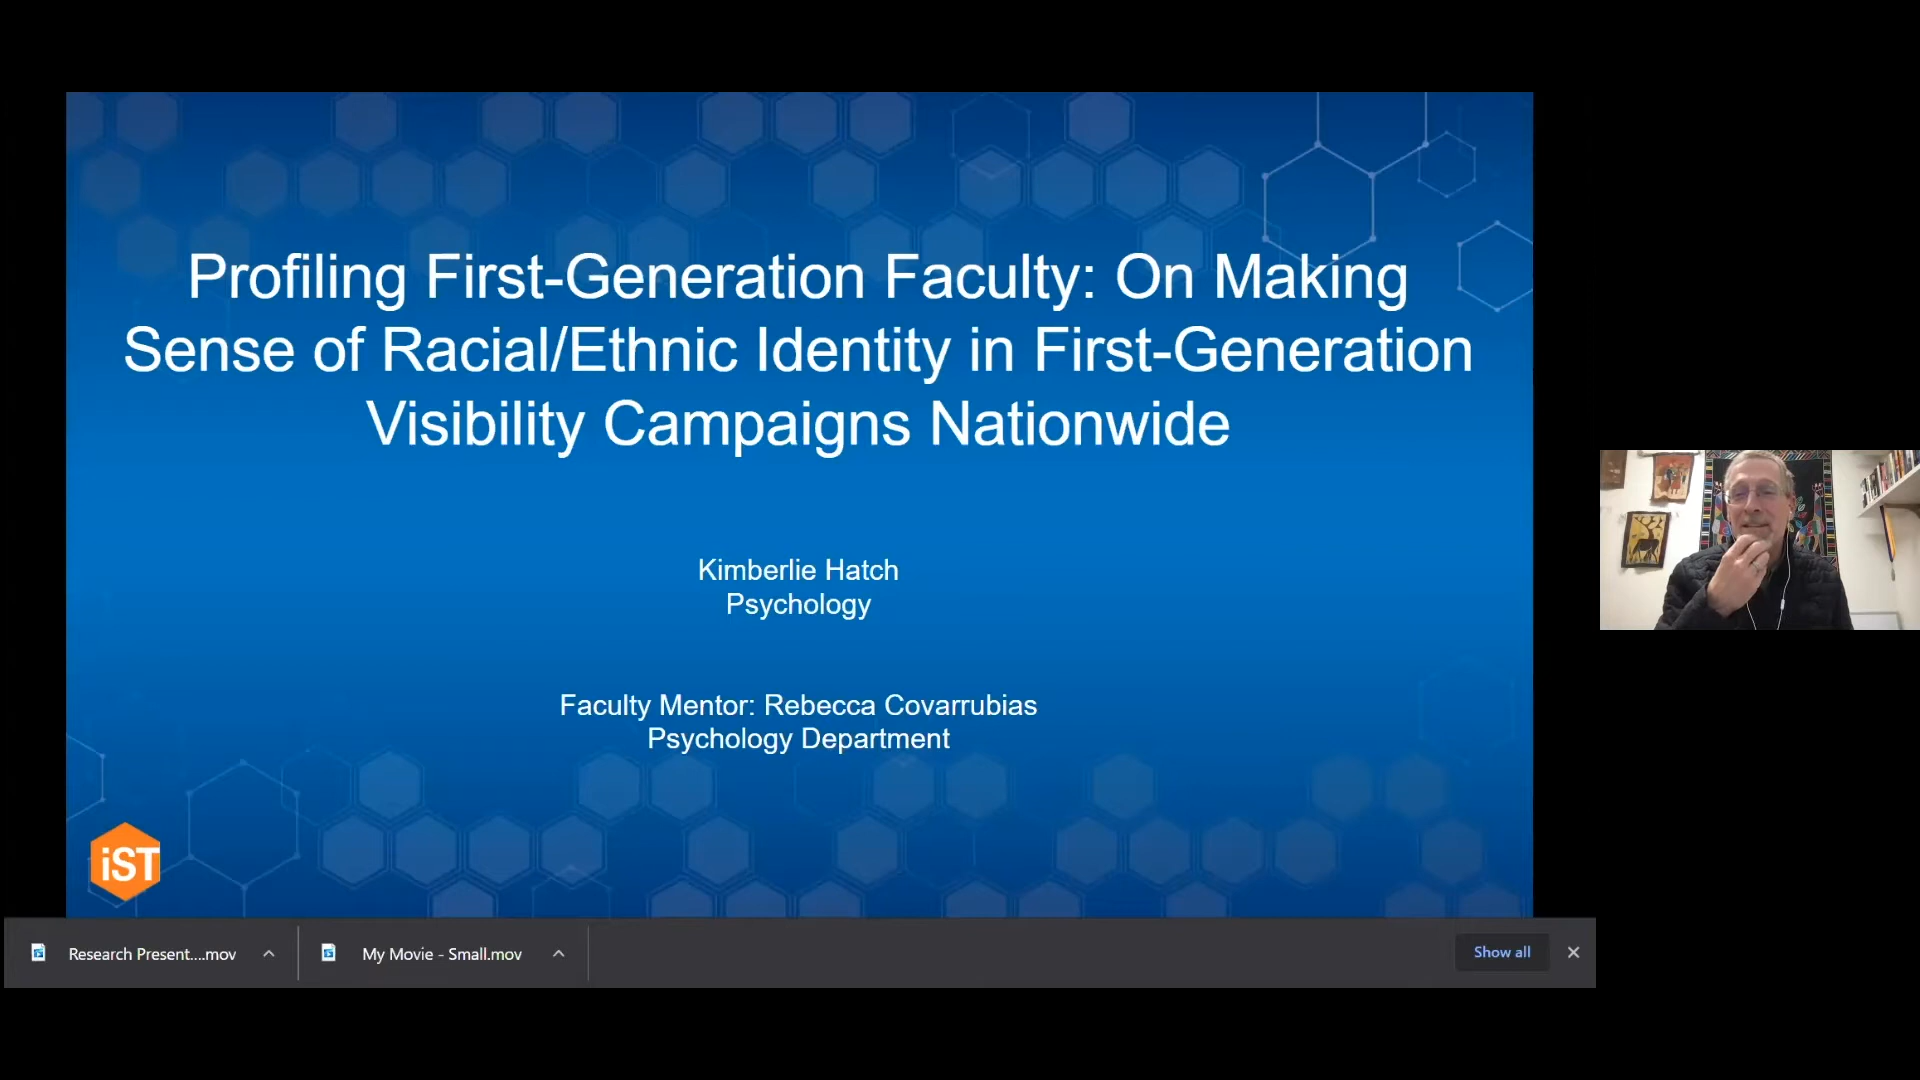 Profiling First-Generation Faculty: On Making
Sense of Racial/Ethnic Identity in First-Generation
Visibility Campaigns Nationwide
Kimberlie Hatch
Psychology
Faculty Mentor: Rebecca Covarrubias
Psychology Department
iST
Research Present....mov
My Movie - Small.mov
Show all